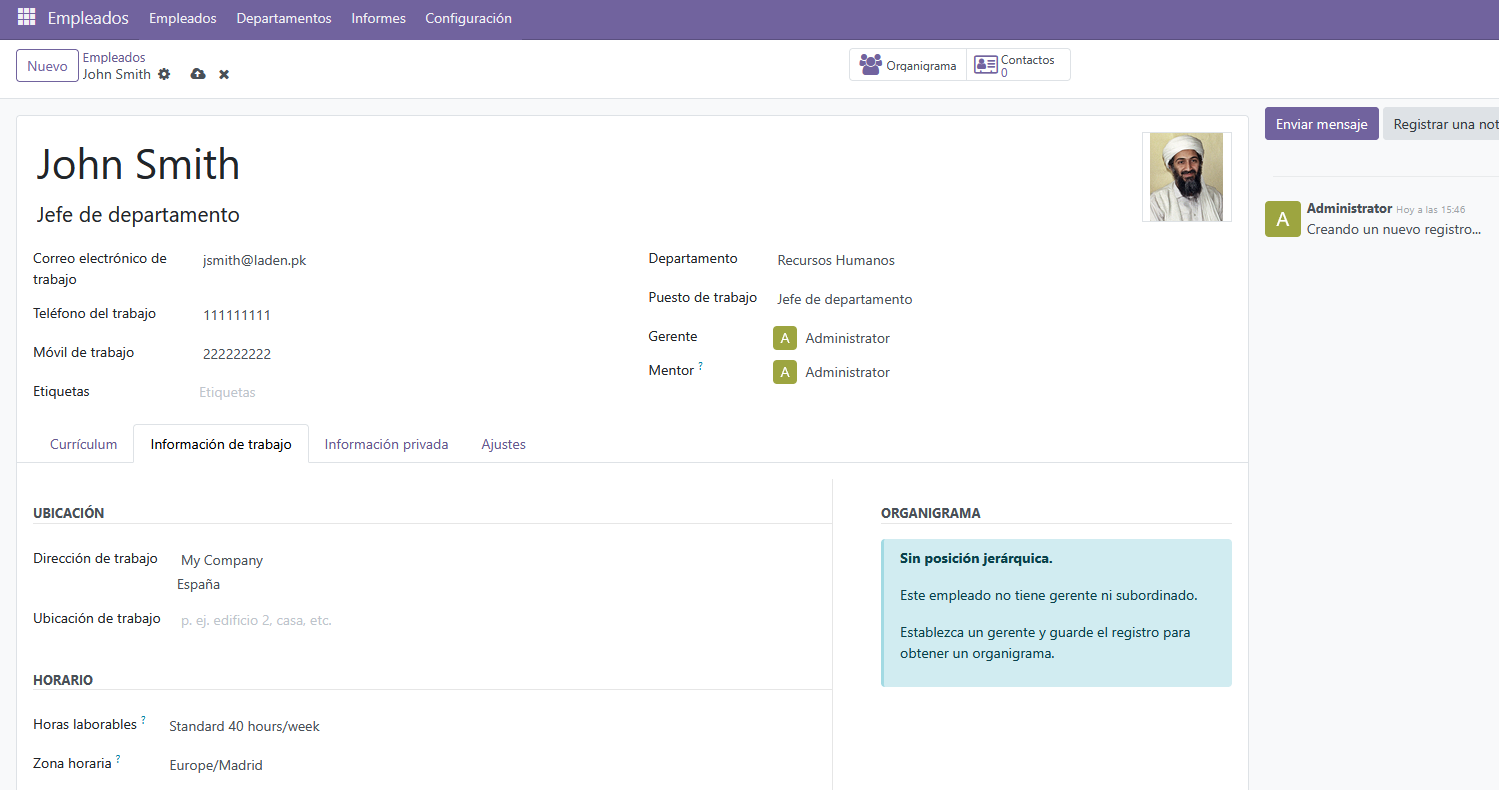 Empleados Empleados Departamentos Informes Configuración
Nuevo
Empleados
John Smith
Organigrama
Contactos
0
Enviar mensaje
Registrar una not
John Smith
Jefe de departamento
Correo electrónico de
trabajo
jsmith@laden.pk
Teléfono del trabajo 111111111
Móvil de trabajo 222222222
Etiquetas Etiquetas
Departamento Recursos Humanos
Puesto de trabajo Jefe de departamento
Gerente A Administrator
Mentor ? A Administrator
A
Administrator Hoy a las 15:46
Creando un nuevo registro...
Currículum Información de trabajo Información privada Ajustes
UBICACIÓN
Dirección de trabajo My Company
España
Ubicación de trabajo p. ej. edificio 2, casa, etc.
HORARIO
Horas laborables ? Standard 40 hours/week
Zona horaria ? Europe/Madrid
ORGANIGRAMA
Sin posición jerárquica.
Este empleado no tiene gerente ni subordinado.
Establezca un gerente y guarde el registro para
obtener un organigrama.